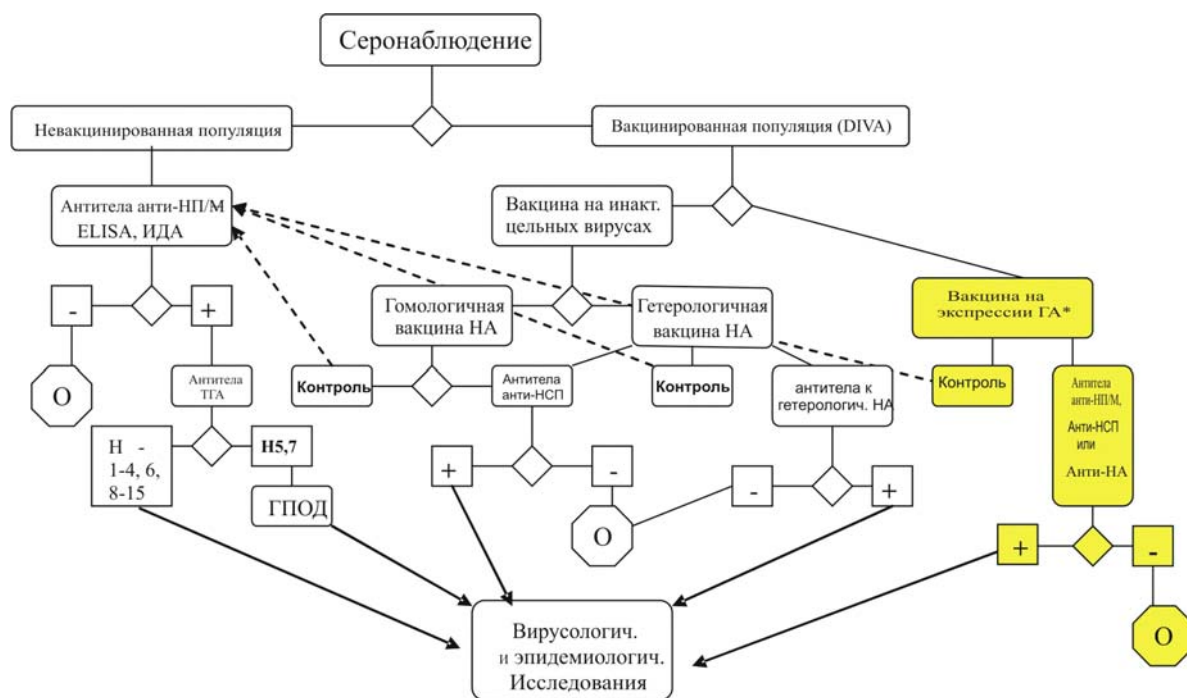 Серонаблюдение
Невакцинированная популяция
Вакцинированная популяция (DIVA)
Антитела анти-НП/М
ELISA, ИДА
Вакцина на инакт.
цельных вирусах
Вакцина на
экспрессии ГА*
-
+
Гомологичная
вакцина НА
Гетерологичная
вакцина НА
О
Антитела
ТГА
Контроль
Антитела
анти-НСП
Контроль
антитела к
гетерологич. НА
Контроль
Антитела
анти-НП/М,
Анти-НСП
или
Анти-НА
Н -
1-4, 6,
8-15
Н5,7
ГПОД
+
-
О
-
+
+
-
О
Вирусологич.
и эпидемиологич.
Исследования